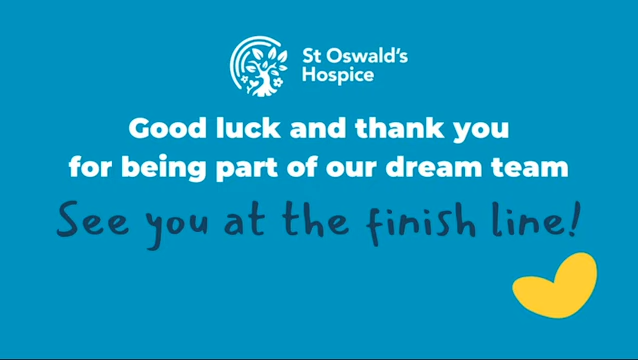 St Oswald's
Hospice
Good luck and thank you
for being part of our dream team
See you at the finish line!